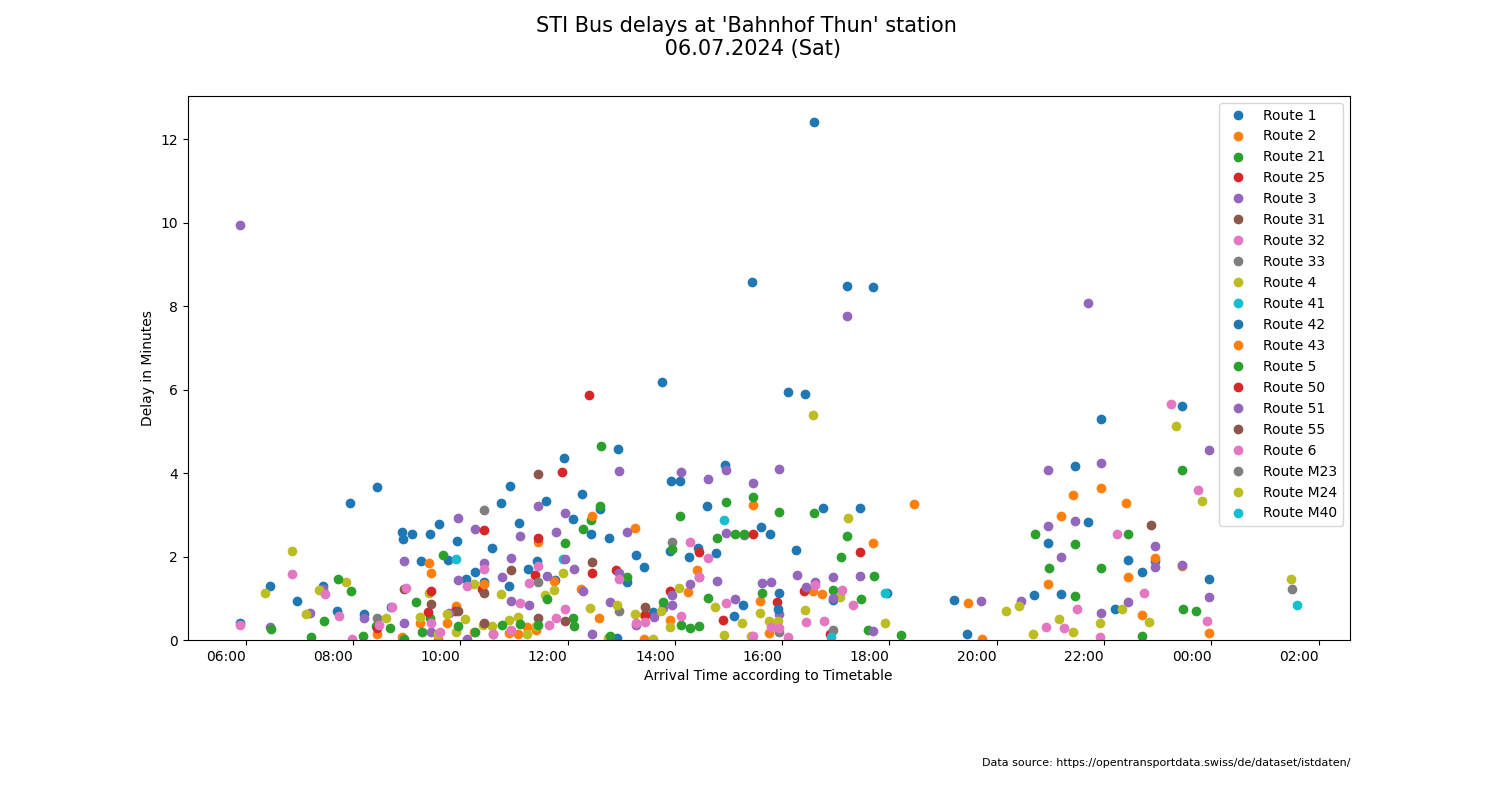 STI Bus delays at 'Bahnhof Thun' station
06.07.2024 (Sat)
Delay in Minutes
12
10
8
6
4
2
0
06:00
08:00
10:00
12:00
14:00
16:00
18:00
20:00
22:00
00:00
02:00
Arrival Time according to Timetable
Route 1
Route 2
Route 21
Route 25
Route 3
Route 31
Route 32
Route 33
Route 4
Route 41
Route 42
Route 43
Route 5
Route 50
Route 51
Route 55
Route 6
Route M23
Route M24
Route M40
Data source: https://opentransportdata.swiss/de/dataset/istdaten/